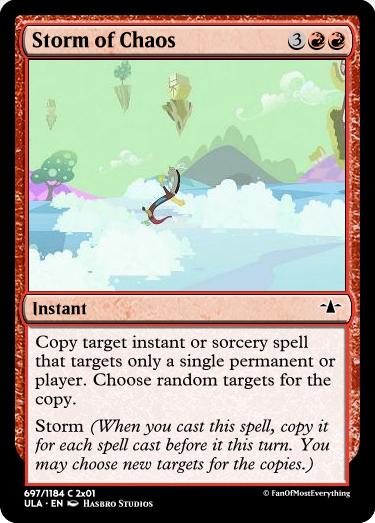 Storm of Chaos 3
Instant
Copy target instant or sorcery spell
that targets only a single permanent or
player. Choose random targets for the
copy.
Storm (When you cast this spell, copy it
for each spell cast before it this turn. You
may choose new targets for the copies.)
697/1184 C 2x01
ULA • EN Hasbro Studios
© FanOfMostEverything